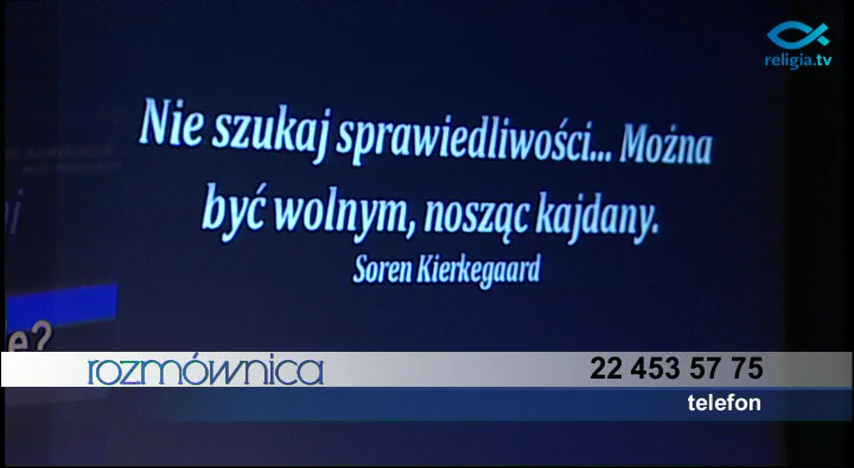 religia.tv
Nie szukaj sprawiedliwości... Można
być wolnym, nosząc kajdany.
Soren Kierkegaard
e?
rozmównica
22 453 57 75
telefon